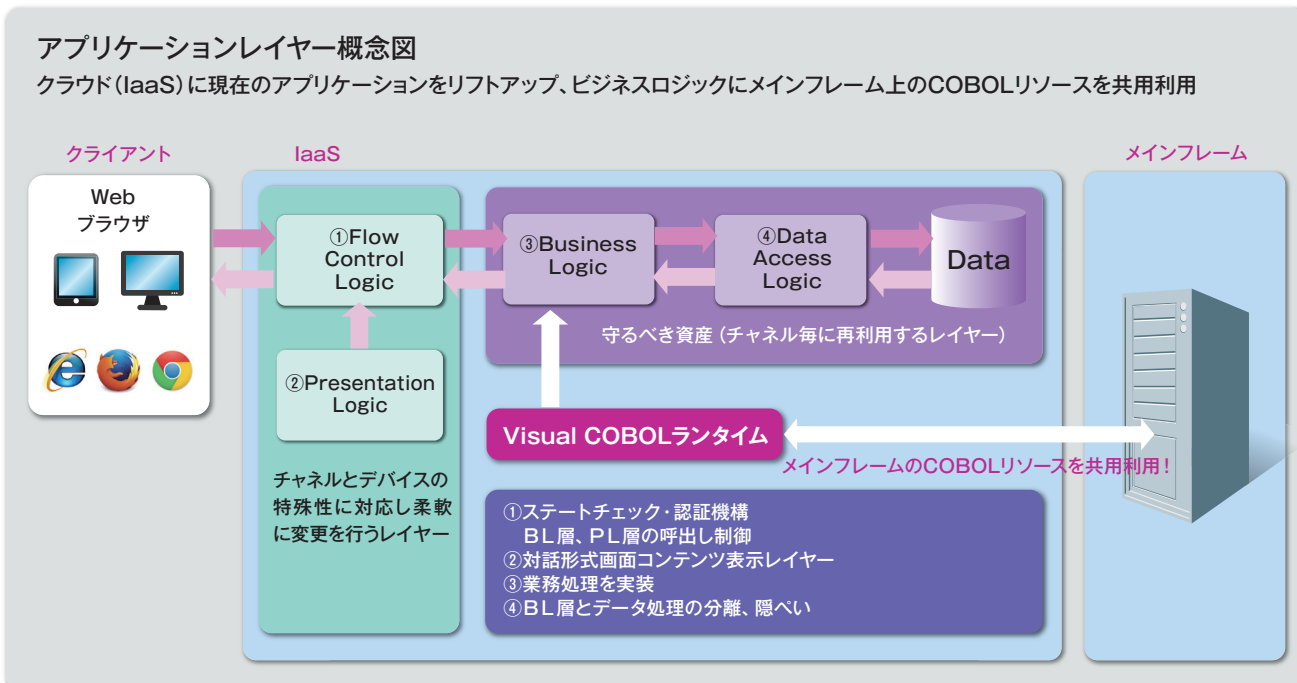 アプリケーションレイヤー概念図
クラウド(IaaS)に現在のアプリケーションをリフトアップ、ビジネスロジックにメインフレーム上のCOBOLリソースを共用利用
クライアント
IaaS
メインフレーム
Web
ブラウザ
①Flow
Control
Logic
③Business
Logic
④Data
Access
Logic
Data
守るべき資産(チャネル毎に再利用するレイヤー)
②Presentation
Logic
Visual COBOLランタイム
メインフレームのCOBOLリソースを共用利用!
チャネルとデバイスの
特殊性に対応し柔軟
に変更を行うレイヤー
①ステートチェック・認証機構
BL層、PL層の呼出し制御
②対話形式画面コンテンツ表示レイヤー
③業務処理を実装
④BL層とデータ処理の分離、隠ぺい